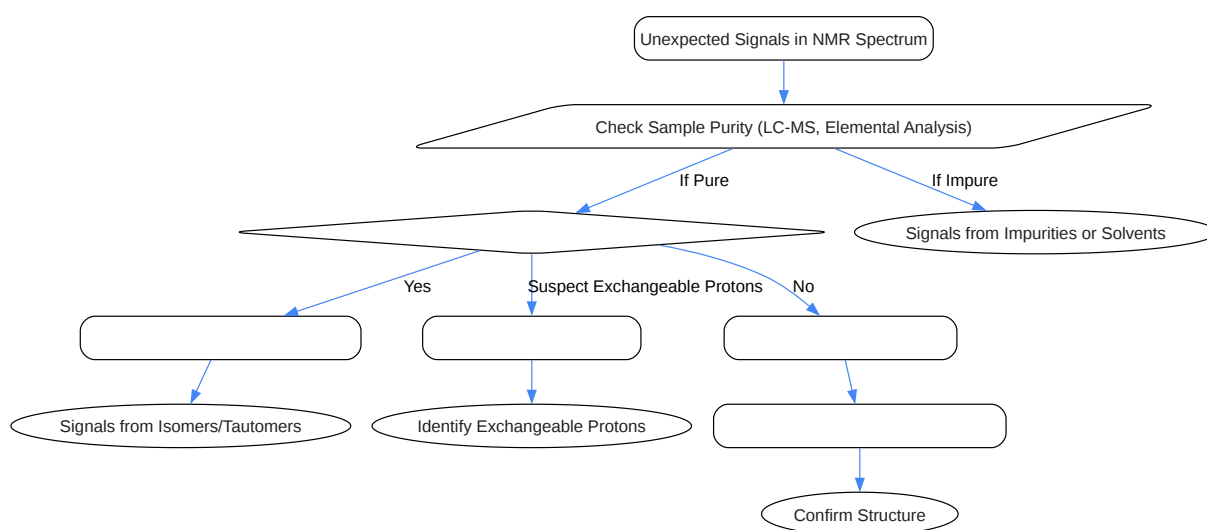 Unexpected Signals in NMR Spectrum
Check Sample Purity (LC-MS, Elemental Analysis)
If Pure
If Impure
Signals from Impurities or Solvents
Yes
Suspect Exchangeable Protons
No
Signals from Isomers/Tautomers
Identify Exchangeable Protons
Confirm Structure